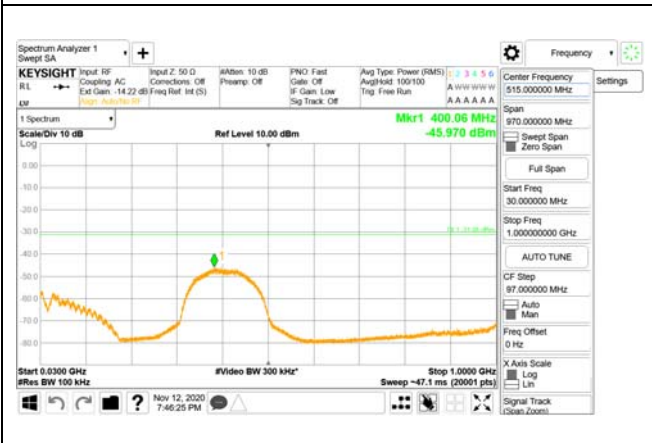 Spectrum Analyzer 1
Swept SA
+
Frequency
KEYSIGHT
RL
Input: RF
Coupling: AC
Ext Gain: -14.22 dB
Align: Auto/No RF
Input Z: 50 Ω
Corrections: Off
Freq Ref: Int (S)
#Atten: 10 dB
Preamp: Off
PNO: Fast
Gate: Off
IF Gain: Low
Sig Track: Off
Avg Type: Power (RMS)
Avg|Hold: 100/100
Trig: Free Run
1 2 3 4 5 6
A W W W W W
A A A A A A
1 Spectrum
Scale/Div 10 dB
Ref Level 10.00 dBm
Mkr1 400.06 MHz
-45.970 dBm
Log
0.00
-10.0
-20.0
-30.0
-40.0
-50.0
-60.0
-70.0
-80.0
1
Start 0.0300 GHz
#Res BW 100 kHz
#Video BW 300 kHz*
Stop 1.0000 GHz
Sweep ~47.1 ms (20001 pts)
?
Nov 12, 2020
7:46:25 PM
Center Frequency
515.000000 MHz
Settings
Span
970.000000 MHz
Swept Span
Zero Span
Full Span
Start Freq
30.000000 MHz
Stop Freq
1.000000000 GHz
AUTO TUNE
CF Step
97.000000 MHz
Auto
Man
Freq Offset
0 Hz
X Axis Scale
Log
Lin
Signal Track
(Span Zoom)